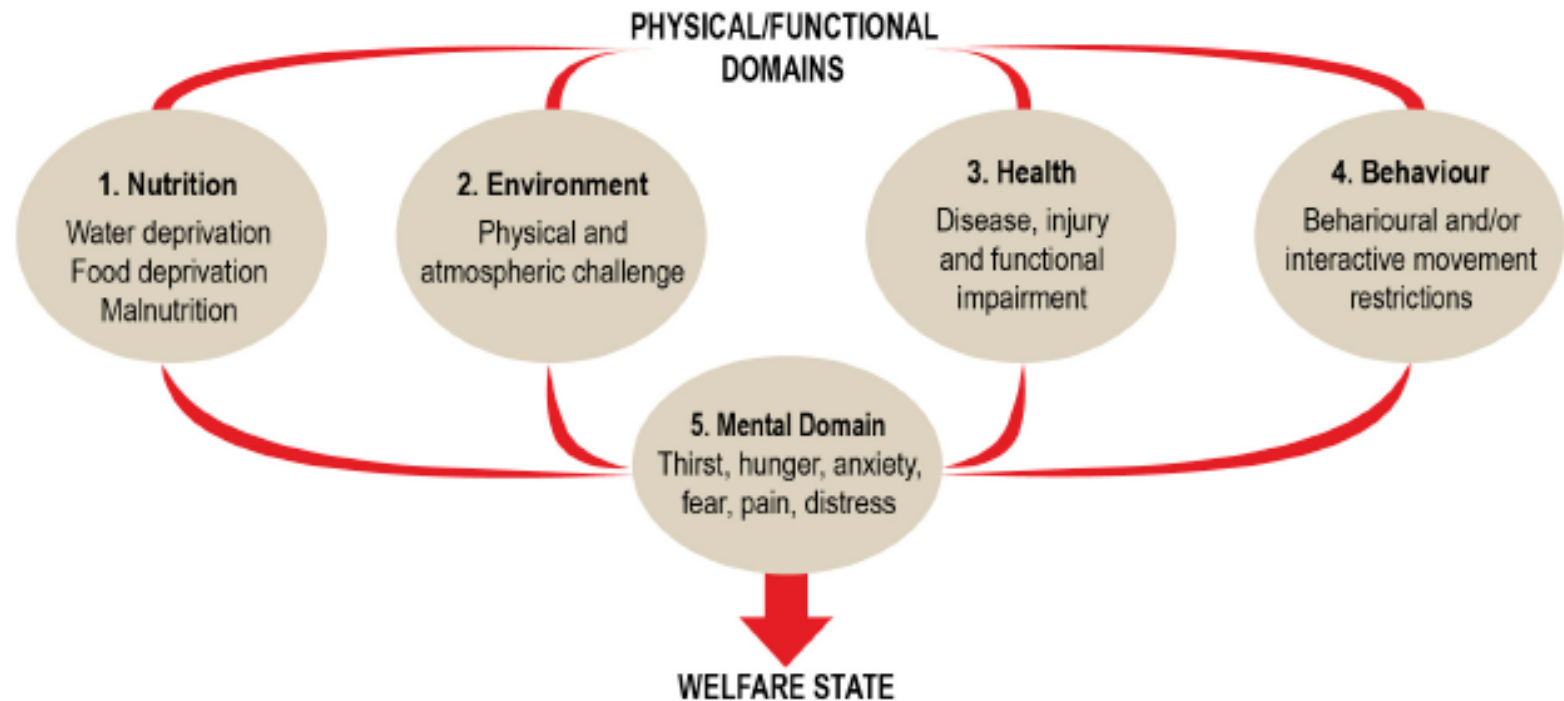 PHYSICAL/FUNCTIONAL
DOMAINS
1. Nutrition
Water deprivation
Food deprivation
Malnutrition
2. Environment
Physical and
atmospheric challenge
3. Health
Disease, injury
and functional
impairment
4. Behaviour
Beharioural and/or
interactive movement
restrictions
5. Mental Domain
Thirst, hunger, anxiety,
fear, pain, distress
WELFARE STATE